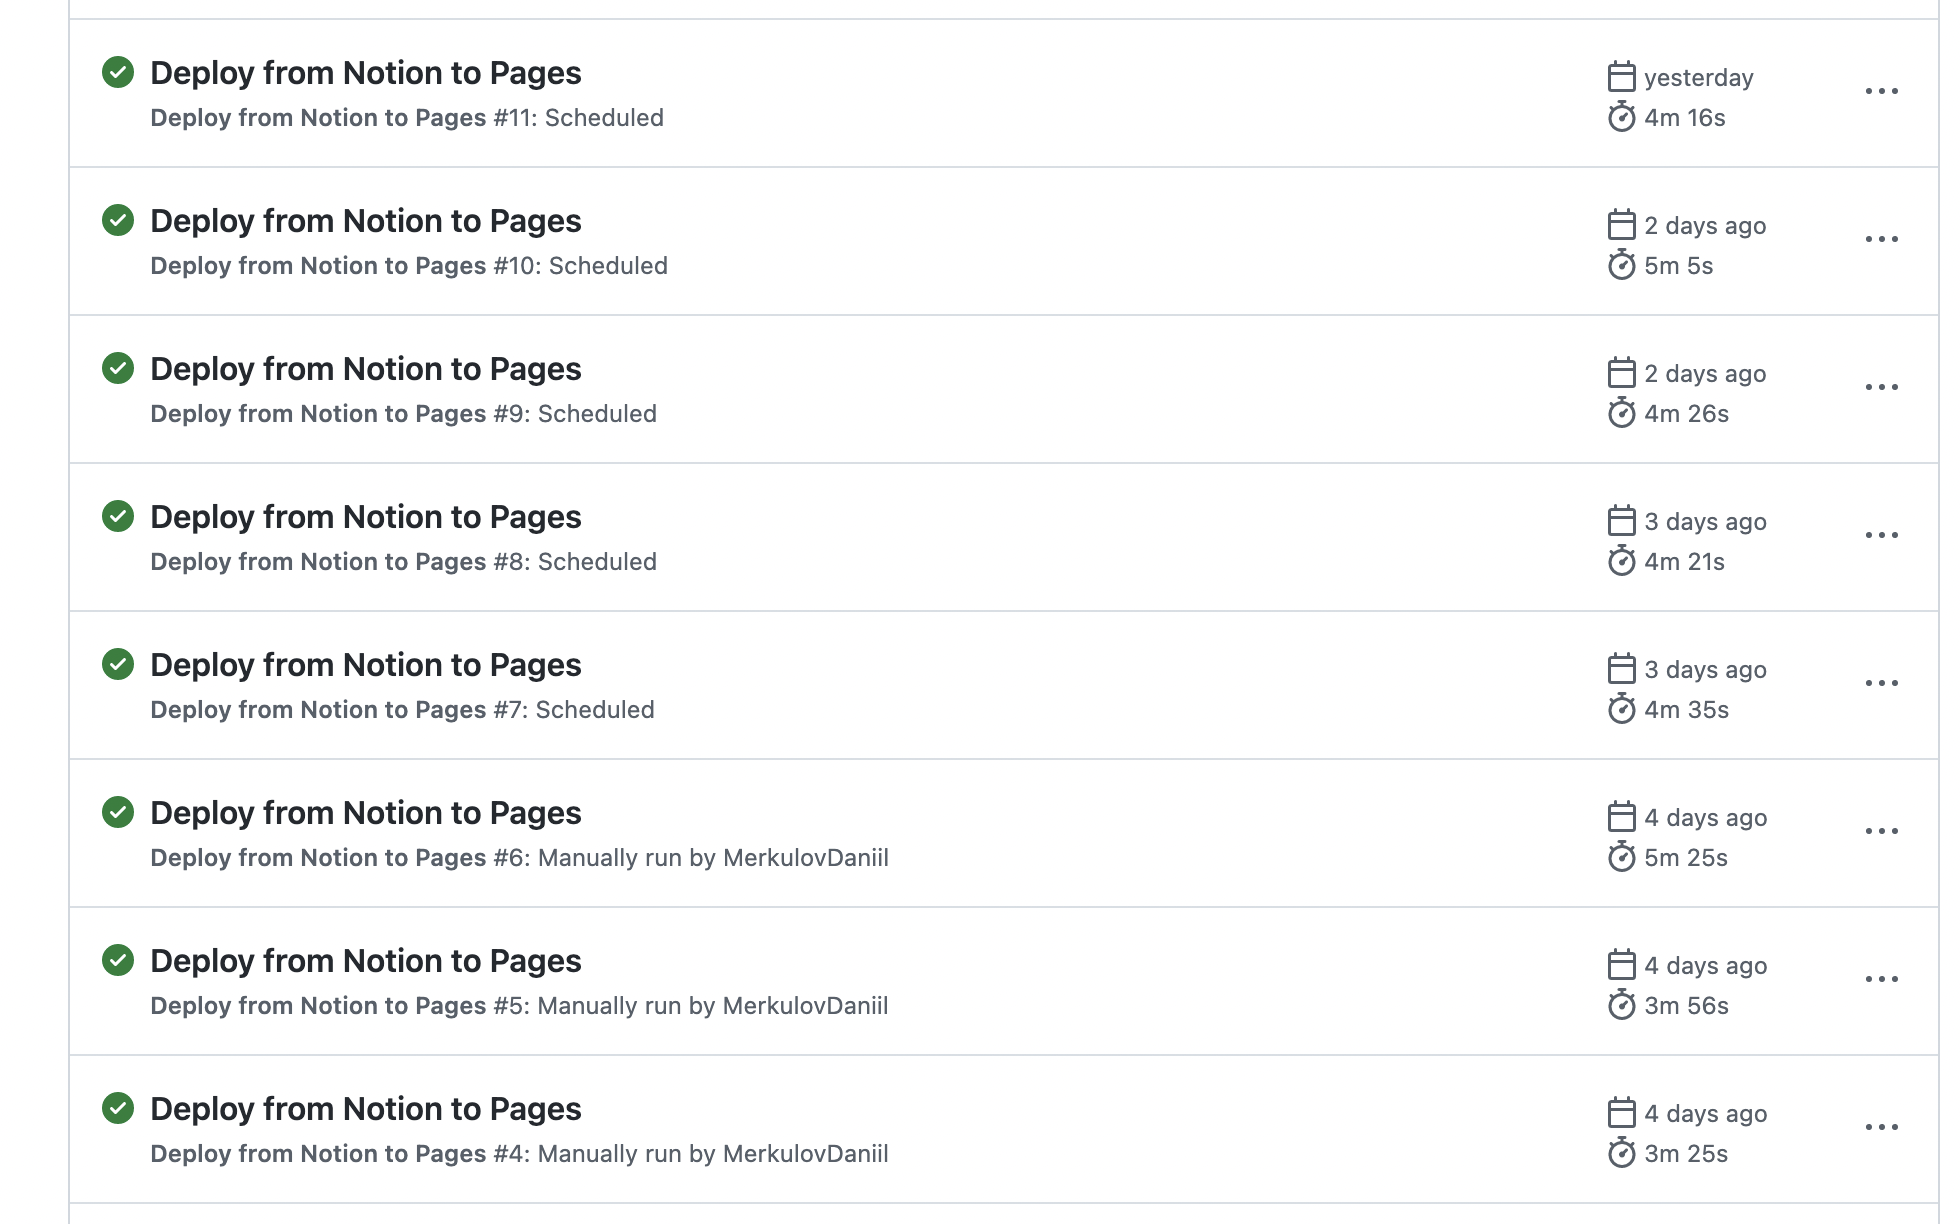 Deploy from Notion to Pages
Deploy from Notion to Pages #11: Scheduled
yesterday
4m 16s
Deploy from Notion to Pages
Deploy from Notion to Pages #10: Scheduled
2 days ago
5m 5s
Deploy from Notion to Pages
Deploy from Notion to Pages #9: Scheduled
2 days ago
4m 26s
Deploy from Notion to Pages
Deploy from Notion to Pages #8: Scheduled
3 days ago
4m 21s
Deploy from Notion to Pages
Deploy from Notion to Pages #7: Scheduled
3 days ago
4m 35s
Deploy from Notion to Pages
Deploy from Notion to Pages #6: Manually run by MerkulovDaniil
4 days ago
5m 25s
Deploy from Notion to Pages
Deploy from Notion to Pages #5: Manually run by MerkulovDaniil
4 days ago
3m 56s
Deploy from Notion to Pages
Deploy from Notion to Pages #4: Manually run by MerkulovDaniil
4 days ago
3m 25s